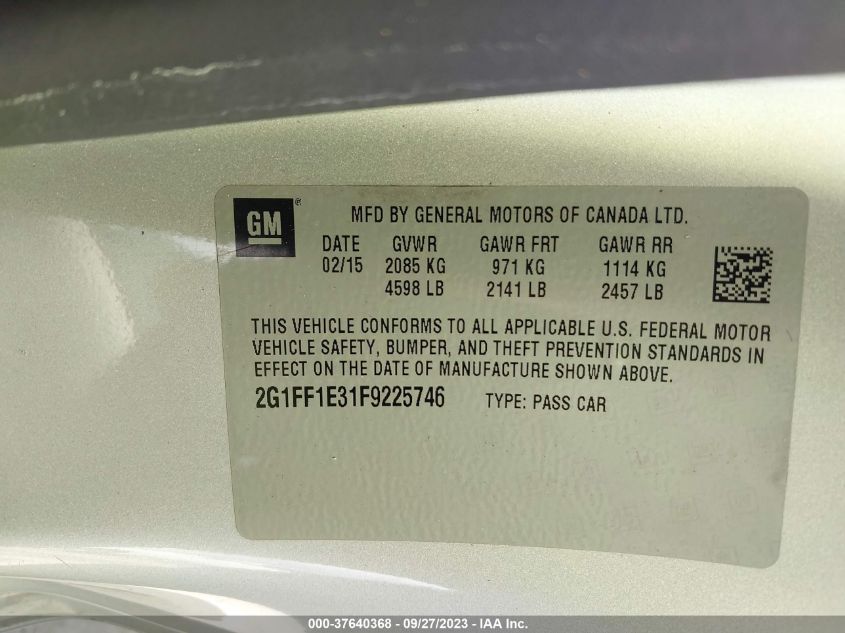 GM ®
MFD BY GENERAL MOTORS OF CANADA LTD.
DATE GVWR GAWR FRT GAWR RR
02/15 2085 KG 971 KG 1114 KG
4598 LB 2141 LB 2457 LB
THIS VEHICLE CONFORMS TO ALL APPLICABLE U.S. FEDERAL MOTOR
VEHICLE SAFETY, BUMPER, AND THEFT PREVENTION STANDARDS IN
EFFECT ON THE DATE OF MANUFACTURE SHOWN ABOVE.
2G1FF1E31F9225746 TYPE: PASS CAR
000-37640368 - 09/27/2023 - IAA Inc.